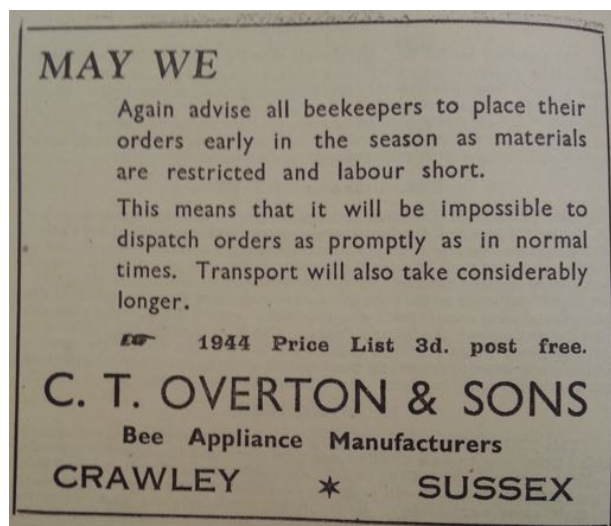 MAY WE
Again advise all beekeepers to place their
orders early in the season as materials
are restricted and labour short.
This means that it will be impossible to
dispatch orders as promptly as in normal
times. Transport will also take considerably
longer.
☞ 1944 Price List 3d. post free.
C. T. OVERTON & SONS
Bee Appliance Manufacturers
CRAWLEY * SUSSEX